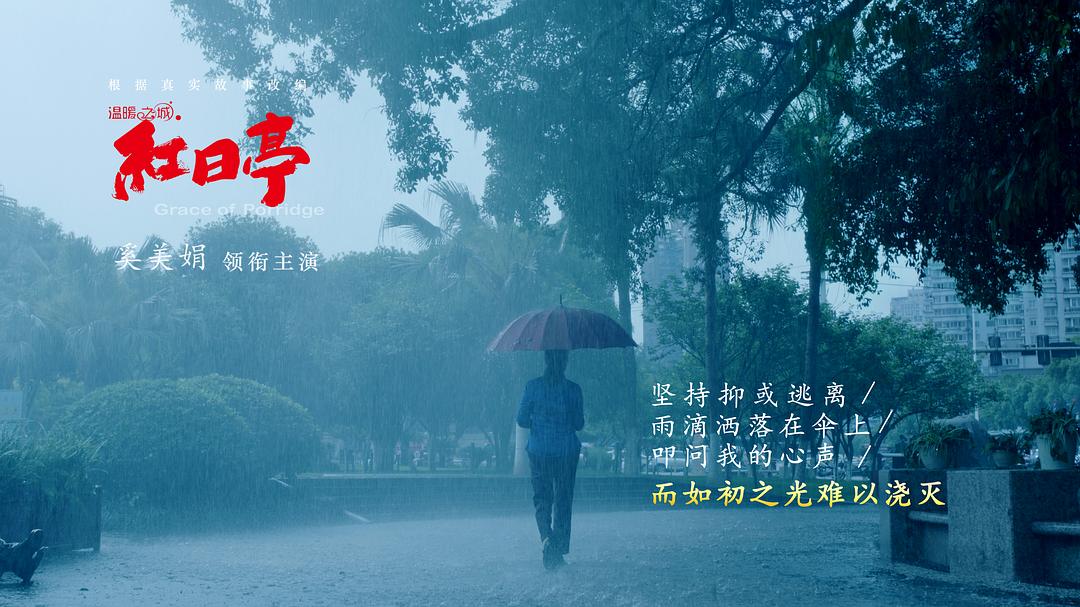 根据真实故事改编
温暖之城
紅日亭
Grace of Porridge
奚美娟 领衔主演
坚持抑或逃离/
雨滴洒落在伞上/
叩问我的心声/
而如初之光难以浇灭